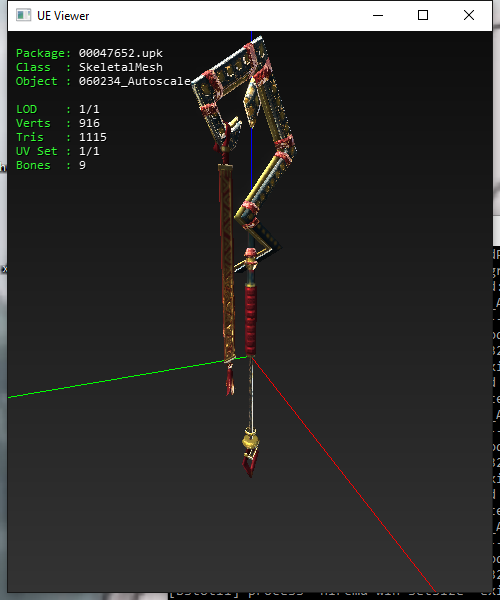 UE Viewer
Package: 00047652.upk
Class  : SkeletalMesh
Object : 060234_Autoscale
LOD    : 1/1
Verts  : 916
Tris   : 1115
UV Set : 1/1
Bones  : 9